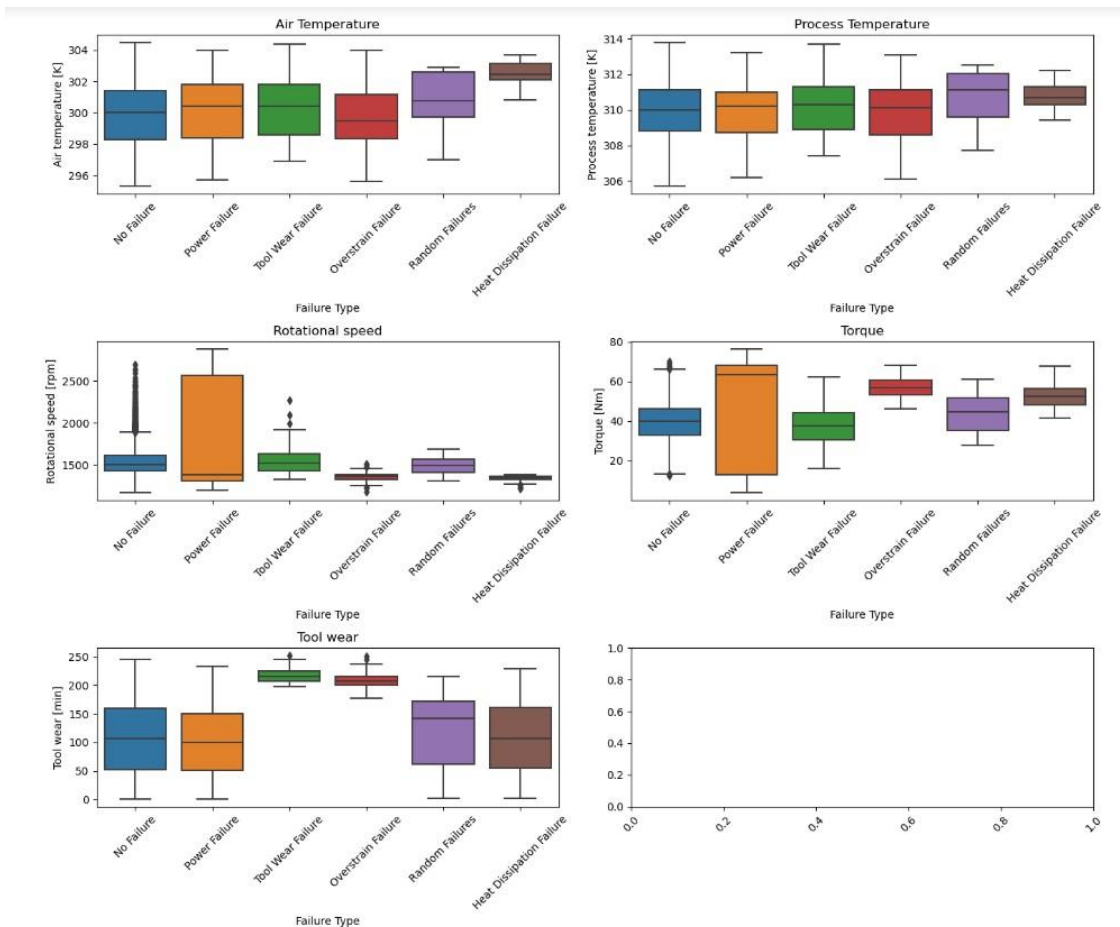 Air Temperature
Air temperature [K]
304
302
300
298
296
No Failure
Power Failure
Tool Wear Failure
Overstrain Failure
Random Failures
Heat Dissipation Failure
Failure Type
Process Temperature
Process temperature [K]
314
312
310
308
306
No Failure
Power Failure
Tool Wear Failure
Overstrain Failure
Random Failures
Heat Dissipation Failure
Failure Type
Rotational speed
Rotational speed [rpm]
2500
2000
1500
No Failure
Power Failure
Tool Wear Failure
Overstrain Failure
Random Failures
Heat Dissipation Failure
Failure Type
Torque
Torque [Nm]
80
60
40
20
No Failure
Power Failure
Tool Wear Failure
Overstrain Failure
Random Failures
Heat Dissipation Failure
Failure Type
Tool wear
Tool wear [min]
250
200
150
100
50
0
No Failure
Power Failure
Tool Wear Failure
Overstrain Failure
Random Failures
Heat Dissipation Failure
Failure Type
1.0
0.8
0.6
0.4
0.2
0.0
0.0
0.2
0.4
0.6
0.8
1.0